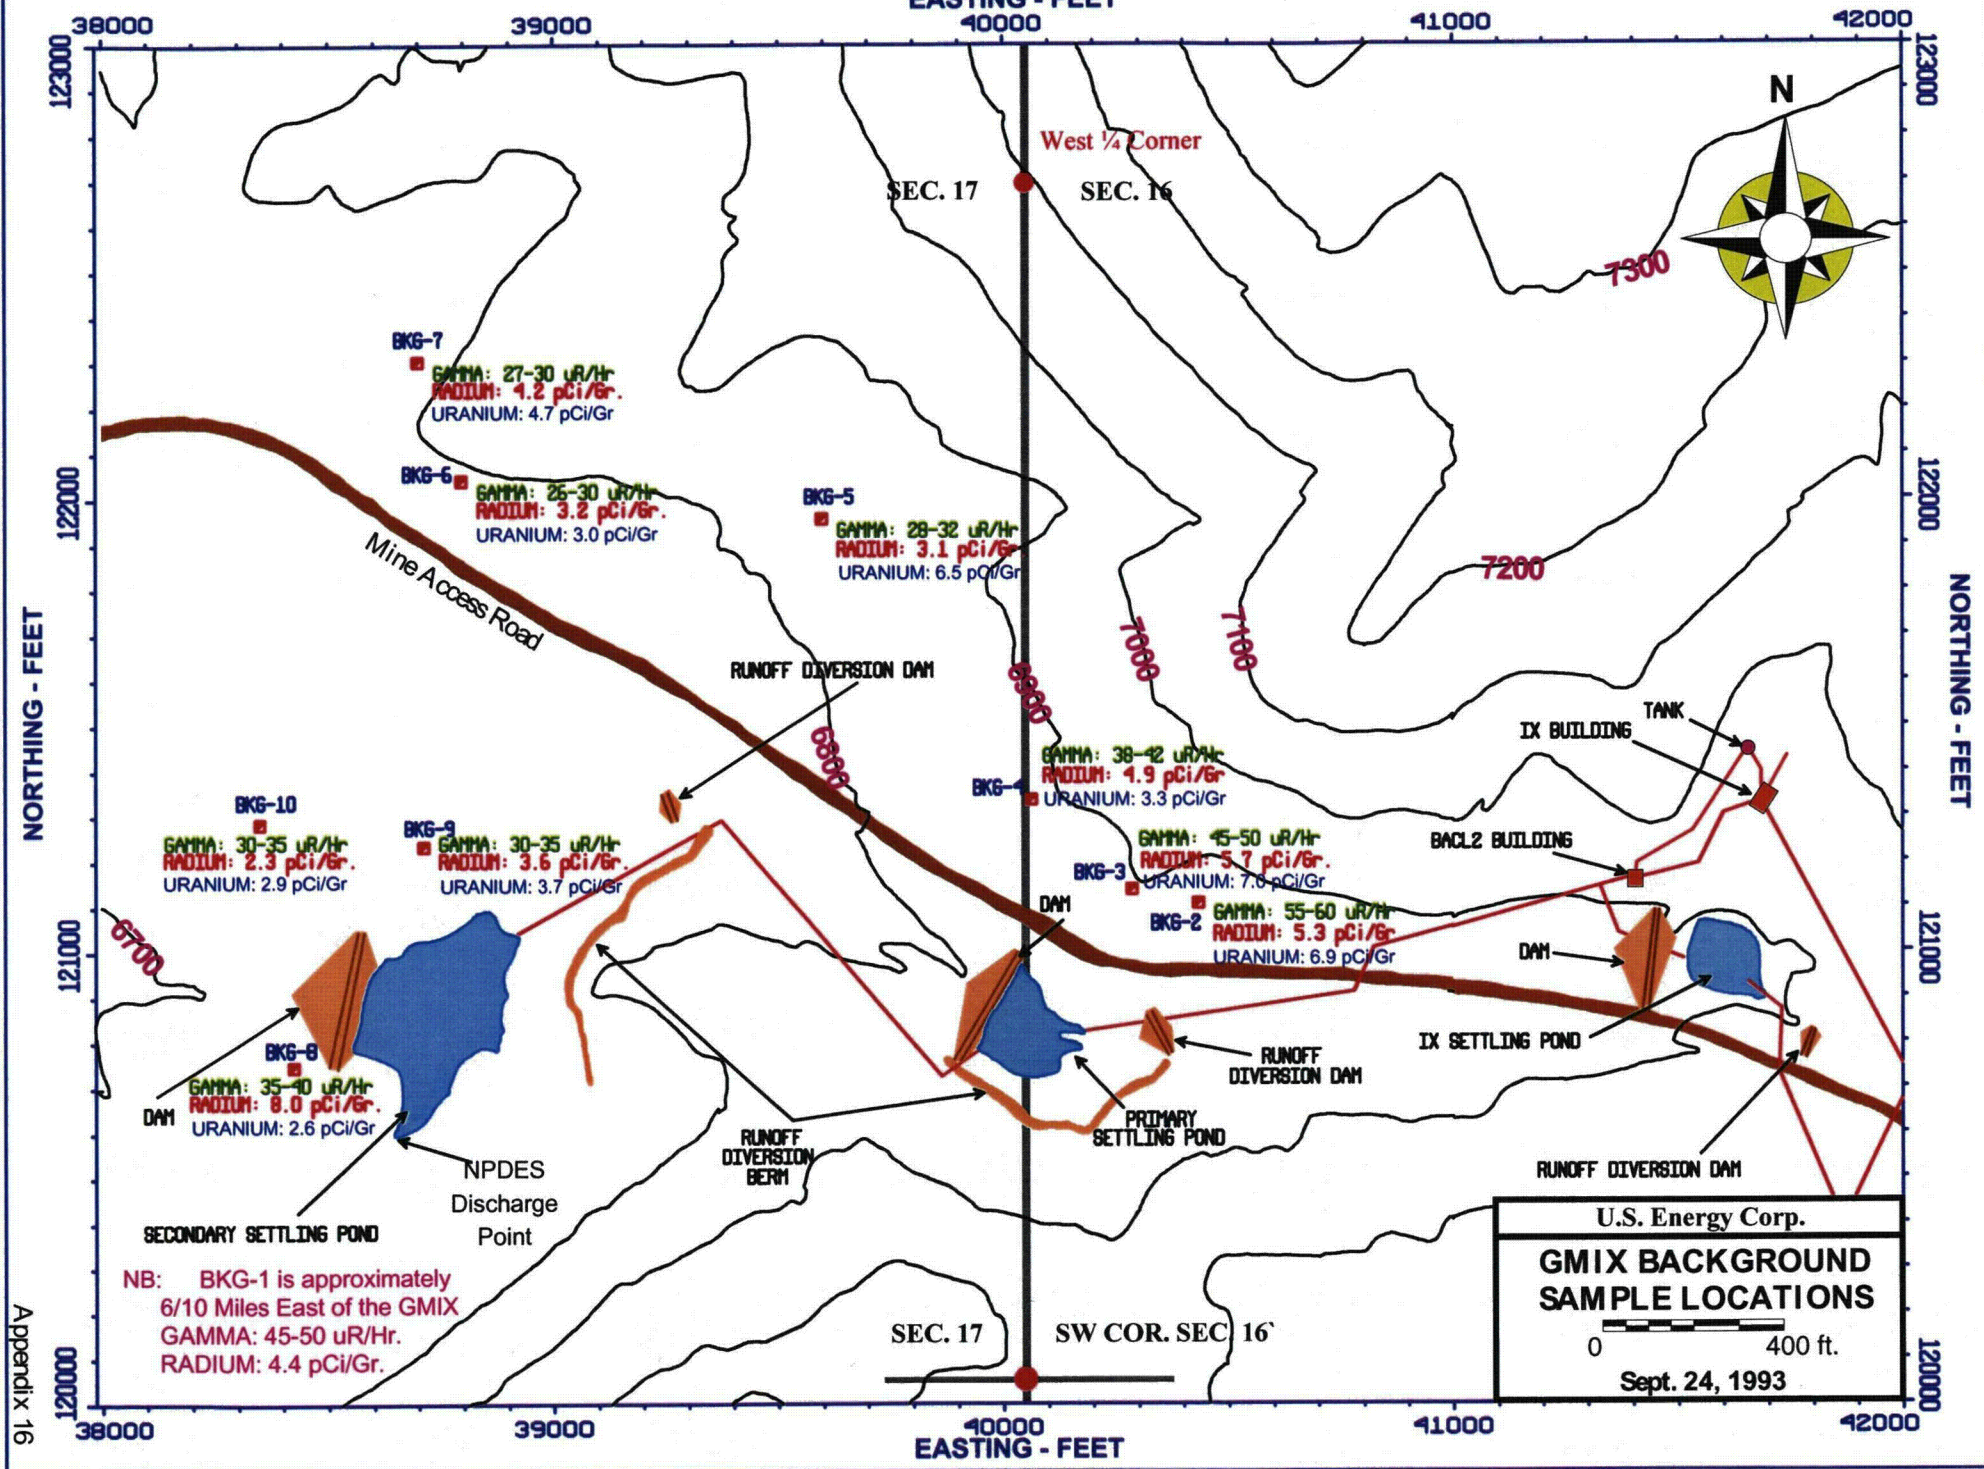 EASTING - FEET
38000 39000 40000 41000 42000
123000
123000
N
West ¼ Corner
SEC. 17 SEC. 16
7300
BKG-7
GAMMA: 27-30 uR/Hr
RADIUM: 4.2 pCi/Gr.
URANIUM: 4.7 pCi/Gr
BKG-6
GAMMA: 26-30 uR/Hr
RADIUM: 3.2 pCi/Gr.
URANIUM: 3.0 pCi/Gr
BKG-5
GAMMA: 28-32 uR/Hr
RADIUM: 3.1 pCi/Gr
URANIUM: 6.5 pCi/Gr
122000
122000
Mine Access Road
7200
7100
7000
6900
6800
NORTHING - FEET
NORTHING - FEET
RUNOFF DIVERSION DAM
TANK
IX BUILDING
BACL2 BUILDING
BKG-4
GAMMA: 38-42 uR/Hr
RADIUM: 4.9 pCi/Gr
URANIUM: 3.3 pCi/Gr
BKG-10
GAMMA: 30-35 uR/Hr
RADIUM: 2.3 pCi/Gr.
URANIUM: 2.9 pCi/Gr
BKG-9
GAMMA: 30-35 uR/Hr
RADIUM: 3.6 pCi/Gr.
URANIUM: 3.7 pCi/Gr
BKG-3
GAMMA: 45-50 uR/Hr
RADIUM: 5.7 pCi/Gr.
URANIUM: 7.0 pCi/Gr
BKG-2
GAMMA: 55-60 uR/Hr
RADIUM: 5.3 pCi/Gr
URANIUM: 6.9 pCi/Gr
DAM
DAM
6700
121000
121000
IX SETTLING POND
RUNOFF
DIVERSION DAM
BKG-8
GAMMA: 35-40 uR/Hr
RADIUM: 8.0 pCi/Gr.
URANIUM: 2.6 pCi/Gr
DAM
PRIMARY
SETTLING POND
RUNOFF
DIVERSION
BERM
NPDES
Discharge
Point
RUNOFF DIVERSION DAM
SECONDARY SETTLING POND
NB: BKG-1 is approximately
6/10 Miles East of the GMIX
GAMMA: 45-50 uR/Hr.
RADIUM: 4.4 pCi/Gr.
SEC. 17 SW COR. SEC. 16`
U.S. Energy Corp.
GMIX BACKGROUND
SAMPLE LOCATIONS
0 400 ft.
Sept. 24, 1993
120000
120000
38000 39000 40000 41000 42000
EASTING - FEET
Appendix 16